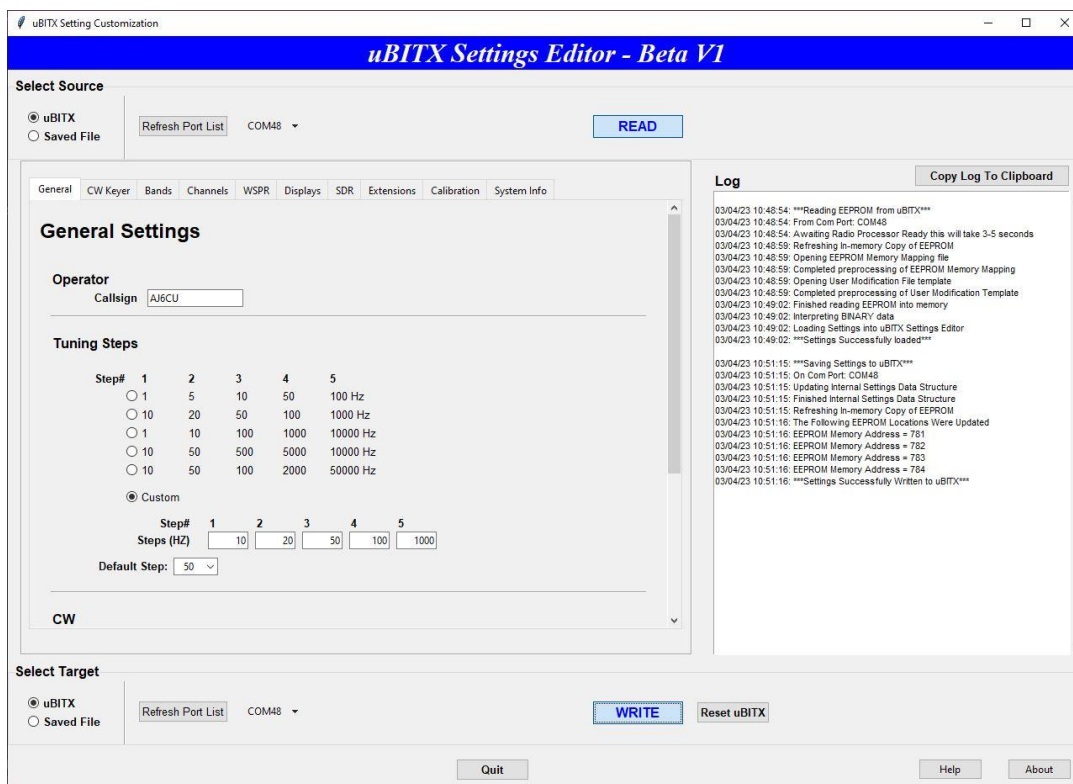 uBITX Setting Customization
uBITX Settings Editor - Beta V1
Select Source
uBITX
Saved File
Refresh Port List COM48 READ
General CW Keyer Bands Channels WSPR Displays SDR Extensions Calibration System Info
General Settings
Operator
Callsign AJ6CU
Tuning Steps
Step# 1 2 3 4 5
1 5 10 50 100 Hz
10 20 50 100 1000 Hz
1 10 100 1000 10000 Hz
10 50 500 5000 10000 Hz
10 50 100 2000 50000 Hz
Custom
Step# 1 2 3 4 5
Steps (HZ) 10 20 50 100 1000
Default Step: 50
CW
Log Copy Log To Clipboard
03/04/23 10:48:54: ***Reading EEPROM from uBITX***
03/04/23 10:48:54: From Com Port: COM48
03/04/23 10:48:54: Awaiting Radio Processor Ready this will take 3-5 seconds
03/04/23 10:48:59: Refreshing In-memory Copy of EEPROM
03/04/23 10:48:59: Opening EEPROM Memory Mapping file
03/04/23 10:48:59: Completed preprocessing of EEPROM Memory Mapping
03/04/23 10:48:59: Opening User Modification File template
03/04/23 10:48:59: Completed preprocessing of User Modification Template
03/04/23 10:49:02: Finished reading EEPROM into memory
03/04/23 10:49:02: Interpreting BINARY data
03/04/23 10:49:02: Loading Settings into uBITX Settings Editor
03/04/23 10:49:02: ***Settings Successfully loaded***
03/04/23 10:51:15: ***Saving Settings to uBITX***
03/04/23 10:51:15: On Com Port: COM48
03/04/23 10:51:15: Updating Internal Settings Data Structure
03/04/23 10:51:15: Finished Internal Settings Data Structure
03/04/23 10:51:15: Refreshing In-memory Copy of EEPROM
03/04/23 10:51:16: The Following EEPROM Locations Were Updated
03/04/23 10:51:16: EEPROM Memory Address = 781
03/04/23 10:51:16: EEPROM Memory Address = 782
03/04/23 10:51:16: EEPROM Memory Address = 783
03/04/23 10:51:16: EEPROM Memory Address = 784
03/04/23 10:51:16: ***Settings Successfully Written to uBITX***
Select Target
uBITX
Saved File
Refresh Port List COM48 WRITE Reset uBITX
Quit Help About